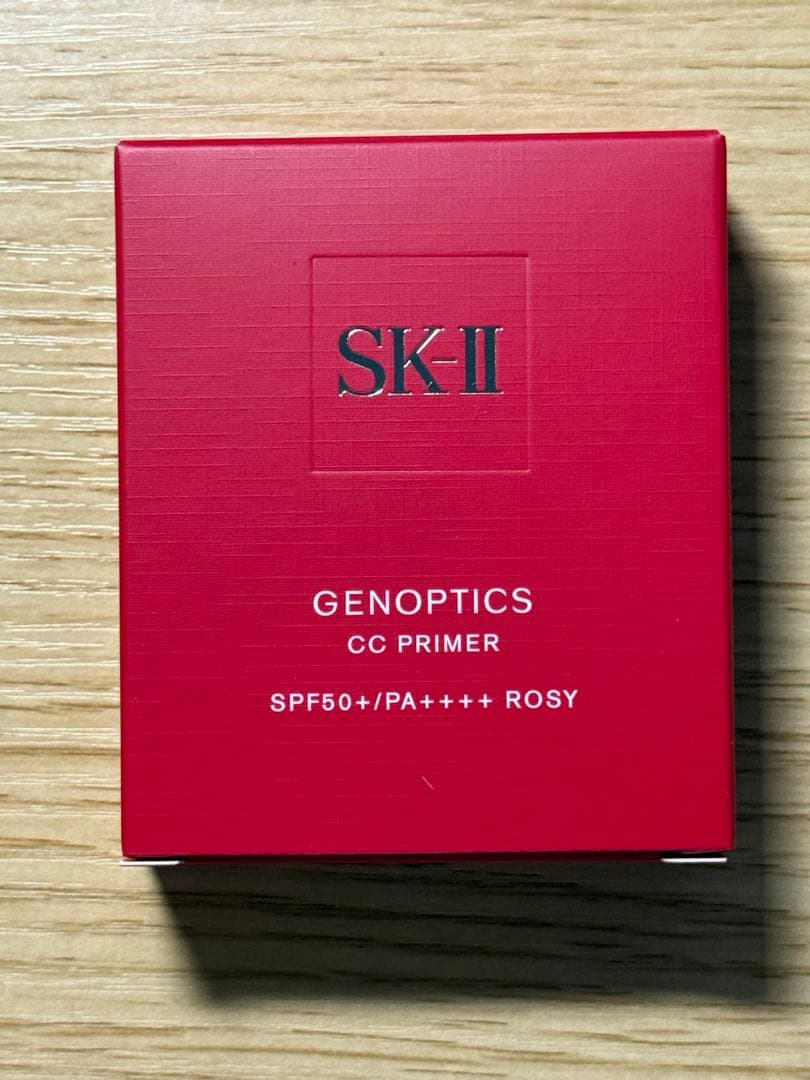 SK-II
GENOPTICS
CC PRIMER
SPF50+/PA++++ ROSY